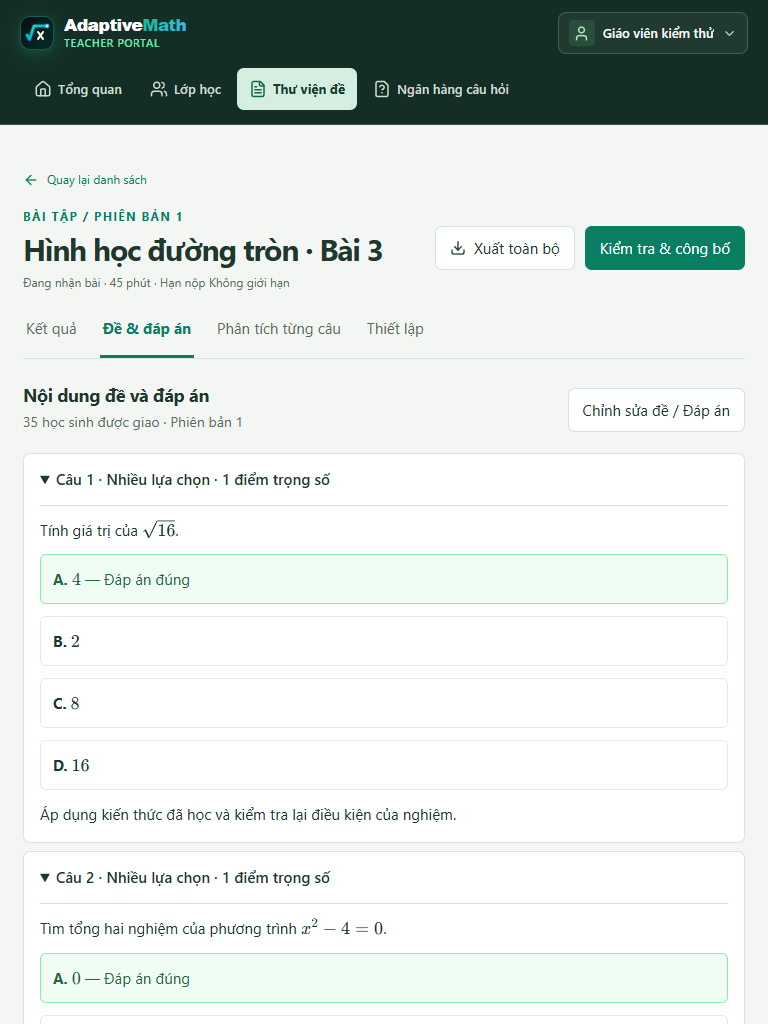 AdaptiveMath
TEACHER PORTAL
Giáo viên kiểm thử
Tổng quan
Lớp học
Thư viện đề
Ngân hàng câu hỏi
Quay lại danh sách
BÀI TẬP / PHIÊN BẢN 1
Hình học đường tròn · Bài 3
Đang nhận bài · 45 phút · Hạn nộp Không giới hạn
Xuất toàn bộ
Kiểm tra & công bố
Kết quả
Đề & đáp án
Phân tích từng câu
Thiết lập
Nội dung đề và đáp án
35 học sinh được giao · Phiên bản 1
Chỉnh sửa đề / Đáp án
Câu 1 · Nhiều lựa chọn · 1 điểm trọng số
Tính giá trị của √16.
A. 4 — Đáp án đúng
B. 2
C. 8
D. 16
Áp dụng kiến thức đã học và kiểm tra lại điều kiện của nghiệm.
Câu 2 · Nhiều lựa chọn · 1 điểm trọng số
Tìm tổng hai nghiệm của phương trình x² − 4 = 0.
A. 0 — Đáp án đúng